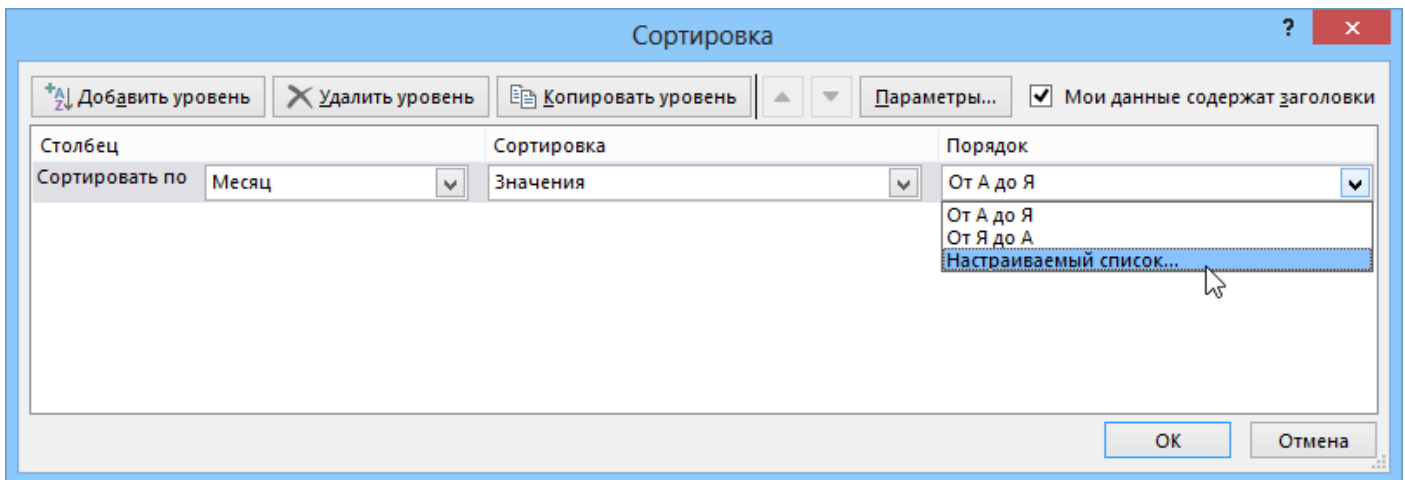 Сортировка
?
Добавить уровень Удалить уровень Копировать уровень Параметры... Мои данные содержат заголовки
Столбец Сортировка Порядок
Сортировать по Месяц Значения От А до Я
От А до Я
От Я до А
Настраиваемый список...
ОК Отмена